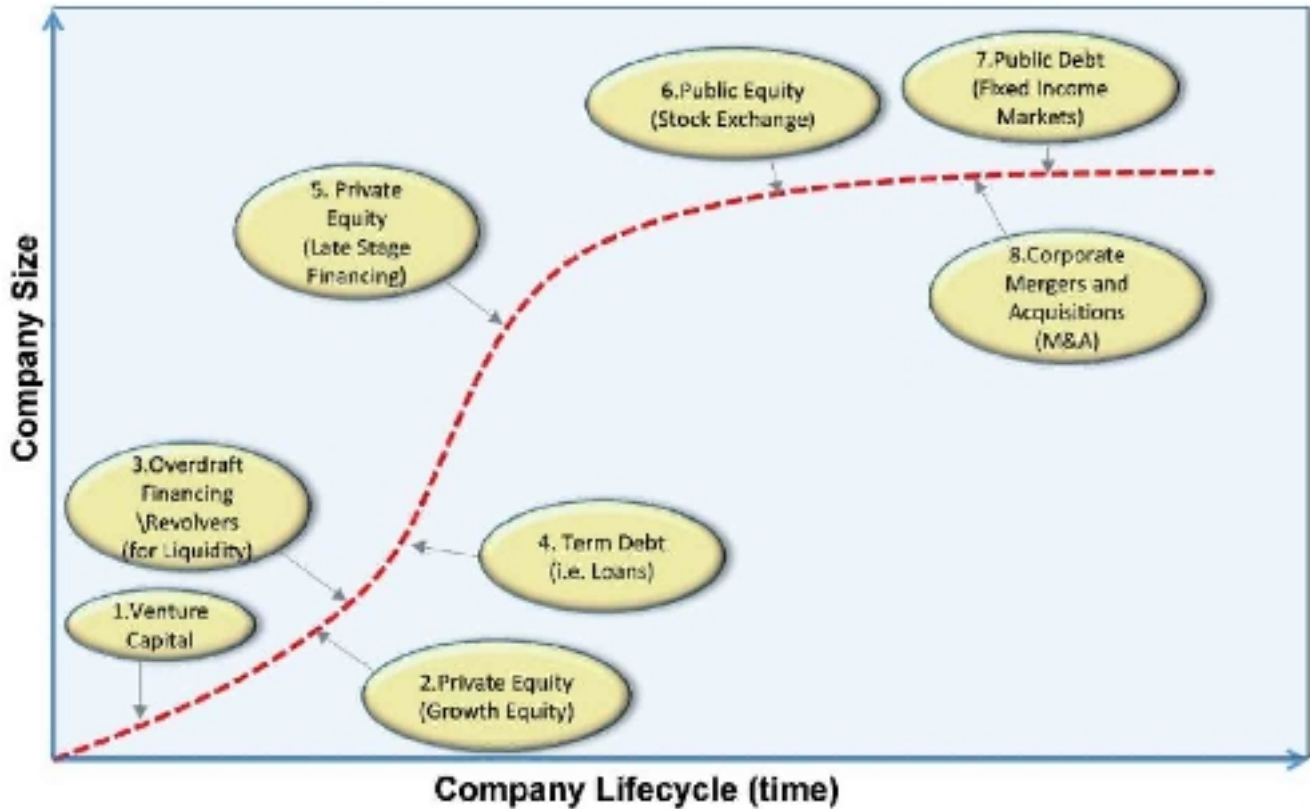 6.Public Equity
(Stock Exchange)
7.Public Debt
(Fixed Income
Markets)
5. Private
Equity
(Late Stage
Financing)
8.Corporate
Mergers and
Acquisitions
(M&A)
Company Size
3.Overdraft
Financing
\Revolvers
(for Liquidity)
4. Term Debt
(i.e. Loans)
1.Venture
Capital
2.Private Equity
(Growth Equity)
Company Lifecycle (time)